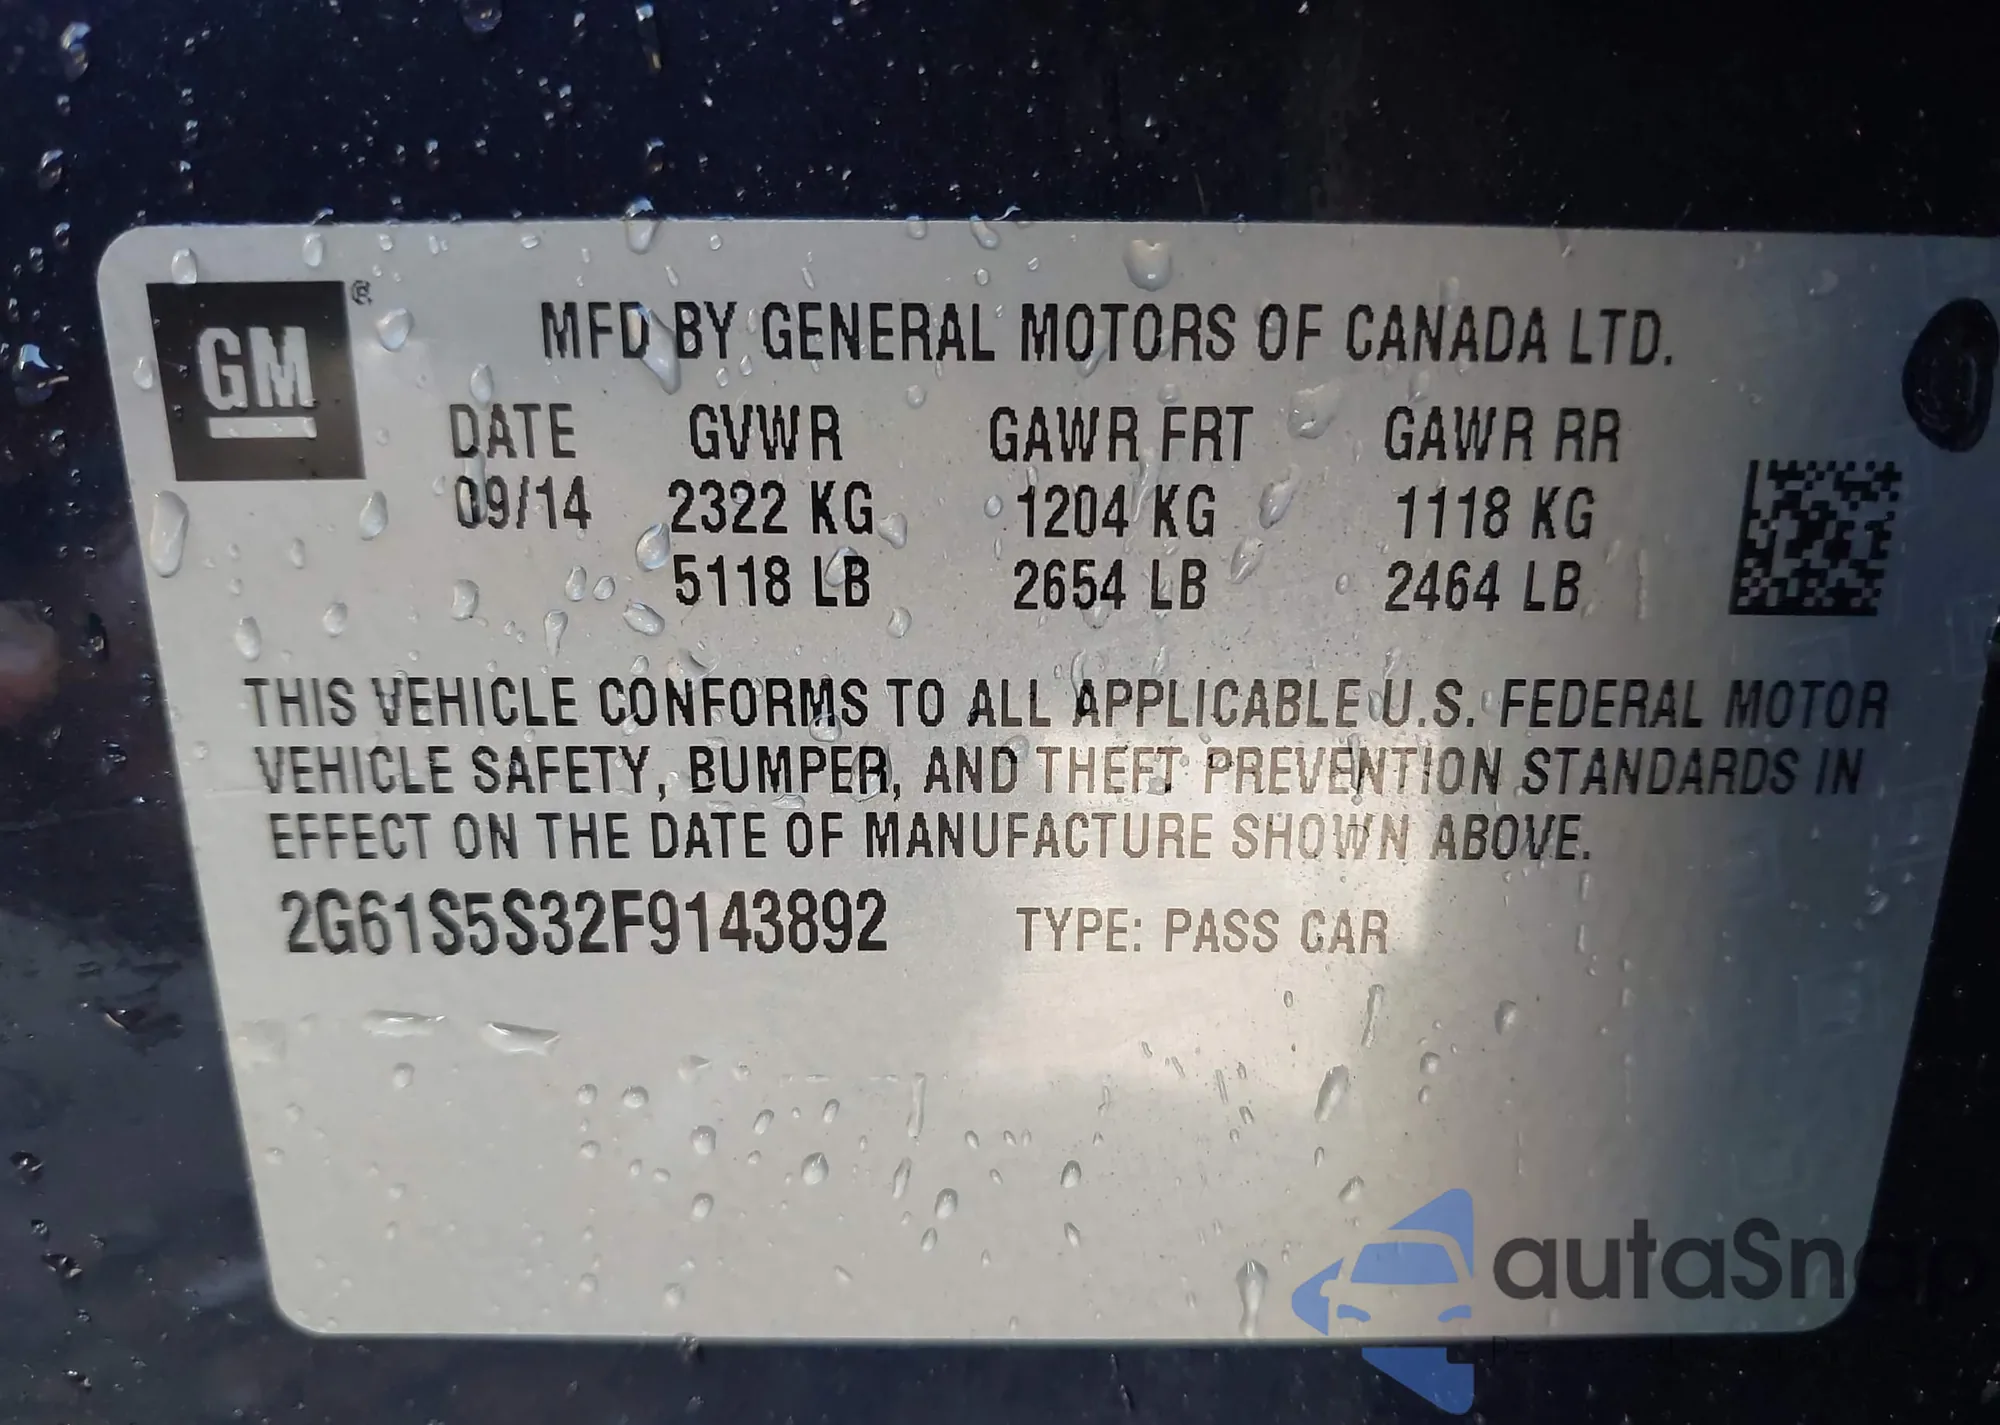 GM ®
MFD BY GENERAL MOTORS OF CANADA LTD.
DATE GVWR GAWR FRT GAWR RR
09/14 2322 KG 1204 KG 1118 KG
5118 LB 2654 LB 2464 LB
THIS VEHICLE CONFORMS TO ALL APPLICABLE U.S. FEDERAL MOTOR
VEHICLE SAFETY, BUMPER, AND THEFT PREVENTION STANDARDS IN
EFFECT ON THE DATE OF MANUFACTURE SHOWN ABOVE.
2G61S5S32F9143892 TYPE: PASS CAR
autaSnap